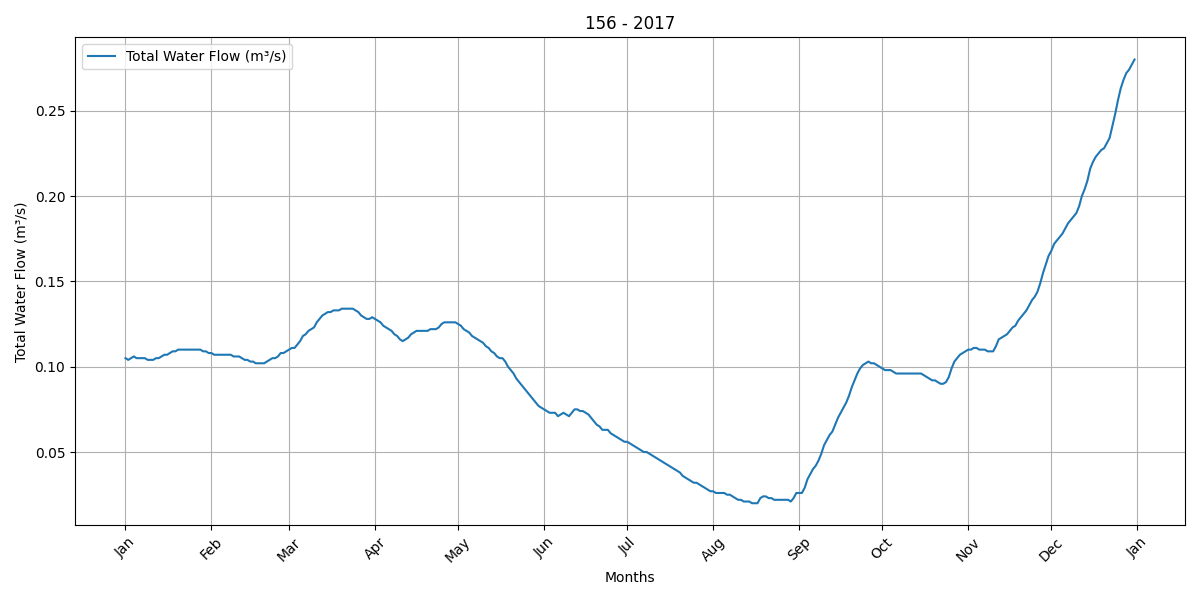 156 - 2017
Total Water Flow (m³/s)
Total Water Flow (m³/s)
0.25
0.20
0.15
0.10
0.05
Jan Feb Mar Apr May Jun Jul Aug Sep Oct Nov Dec Jan
Months